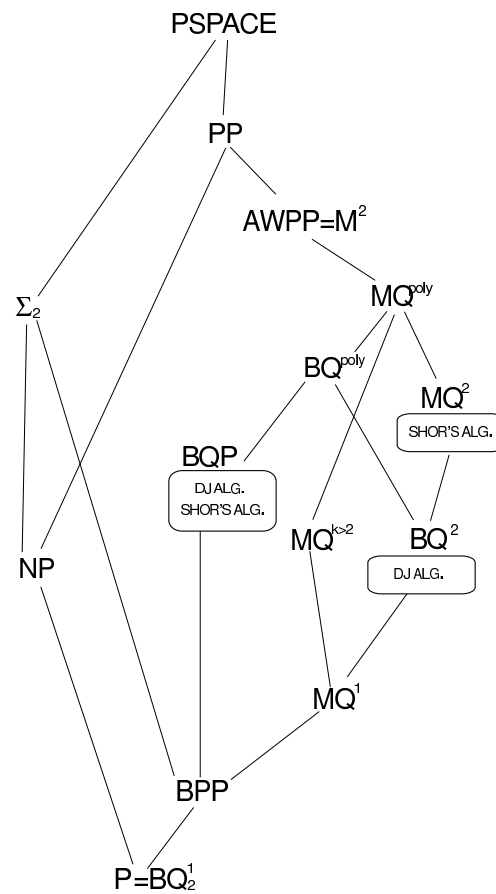 PSPACE
PP
AWPP=M²
Σ₂
MQ^poly
BQ^poly
MQ²
SHOR'S ALG.
BQP
DJ ALG.
SHOR'S ALG.
MQ^k>2
BQ²
DJ ALG.
NP
MQ¹
BPP
P=BQ₂¹